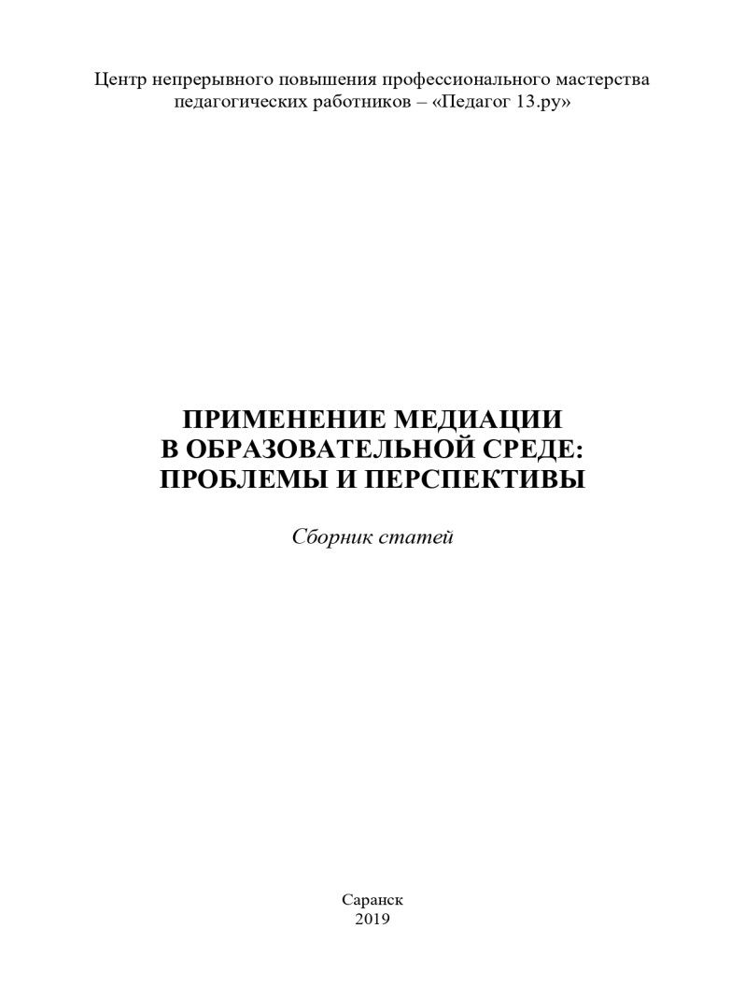 Центр непрерывного повышения профессионального мастерства
педагогических работников – «Педагог 13.ру»
ПРИМЕНЕНИЕ МЕДИАЦИИ
В ОБРАЗОВАТЕЛЬНОЙ СРЕДЕ:
ПРОБЛЕМЫ И ПЕРСПЕКТИВЫ
Сборник статей
Саранск
2019